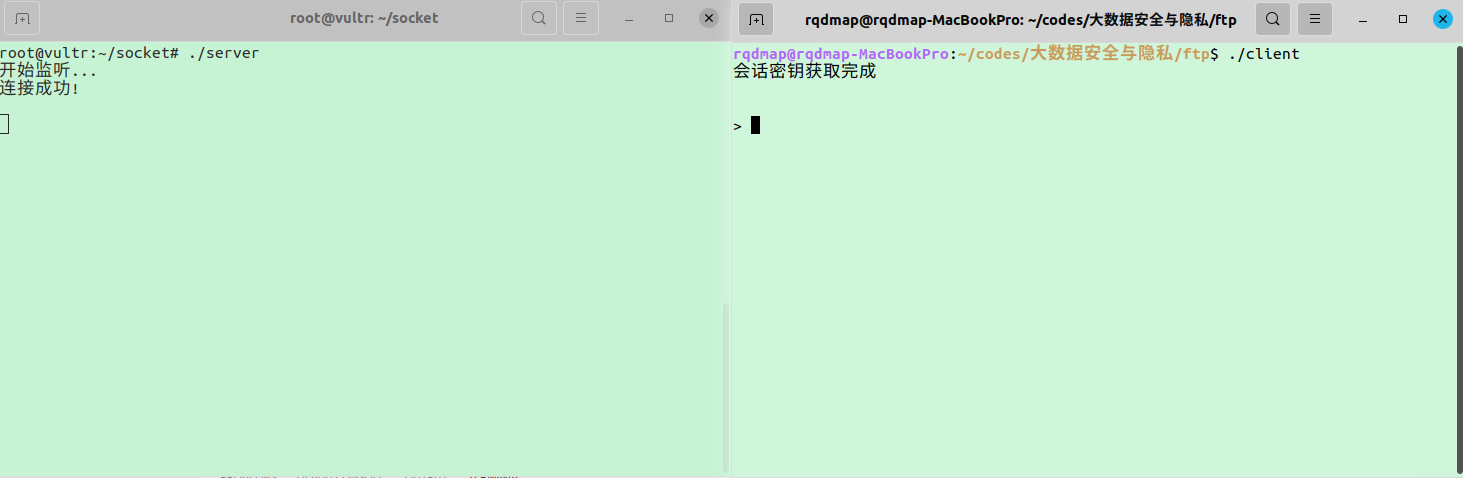 root@vultr: ~/socket
root@vultr:~/socket# ./server
开始监听...
连接成功!
rqdmap@rqdmap-MacBookPro: ~/codes/大数据安全与隐私/ftp
rqdmap@rqdmap-MacBookPro:~/codes/大数据安全与隐私/ftp$ ./client
会话密钥获取完成
>